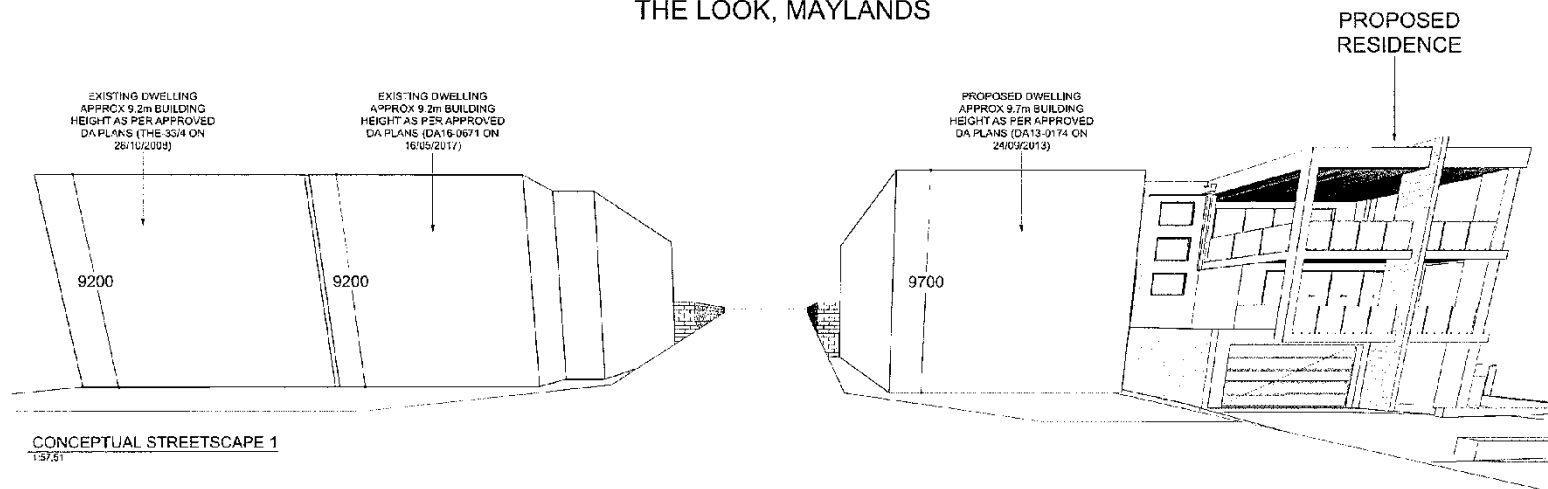 THE LOOK, MAYLANDS
PROPOSED
RESIDENCE
EXISTING DWELLING
APPROX 9.2m BUILDING
HEIGHT AS PER APPROVED
DA PLANS (THE-33/4 ON
28/10/2008)
EXISTING DWELLING
APPROX 9.2m BUILDING
HEIGHT AS PER APPROVED
DA PLANS (DA16-0671 ON
16/05/2017)
PROPOSED DWELLING
APPROX 9.7m BUILDING
HEIGHT AS PER APPROVED
DA PLANS (DA13-0174 ON
24/09/2013)
9200
9200
9700
CONCEPTUAL STREETSCAPE 1
1:57.51